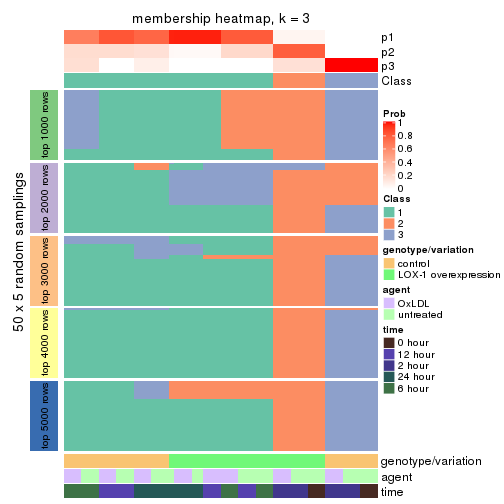 membership heatmap, k = 3
p1
p2
p3
Class
50 x 5 random samplings
top 1000 rows
top 2000 rows
top 3000 rows
top 4000 rows
top 5000 rows
genotype/variation
agent
time
Prob
1
0.8
0.6
0.4
0.2
0
Class
1
2
3
genotype/variation
control
LOX-1 overexpression
agent
OxLDL
untreated
time
0 hour
12 hour
2 hour
24 hour
6 hour